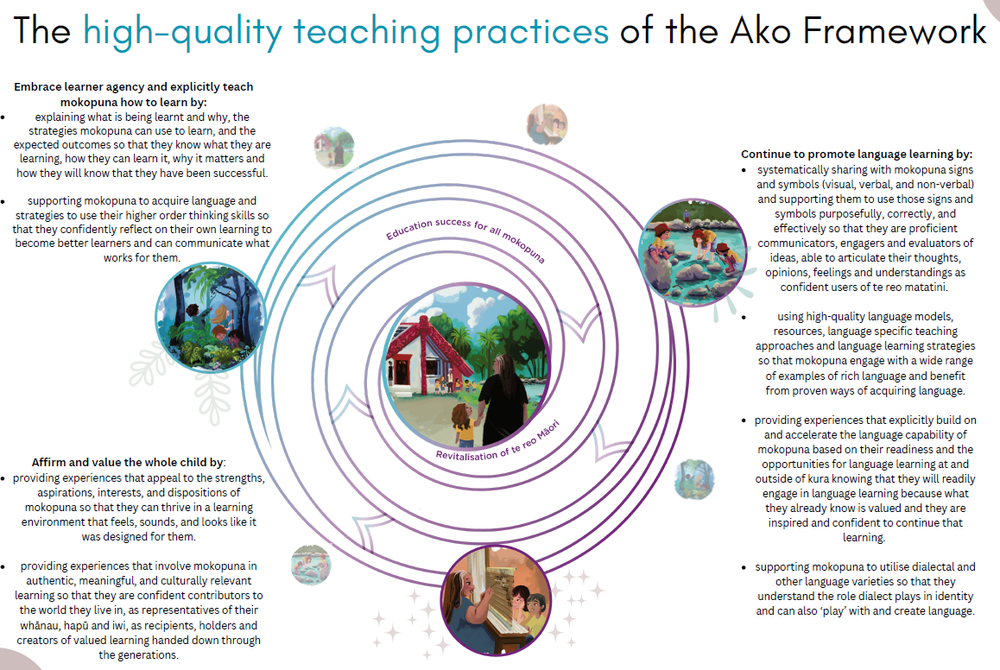 The high-quality teaching practices of the Ako Framework
Embrace learner agency and explicitly teach
mokopuna how to learn by:
• explaining what is being learnt and why, the
strategies mokopuna can use to learn, and the
expected outcomes so that they know what they are
learning, how they can learn it, why it matters and
how they will know that they have been successful.
• supporting mokopuna to acquire language and
strategies to use their higher order thinking skills so
that they confidently reflect on their own learning to
become better learners and can communicate what
works for them.
Affirm and value the whole child by:
• providing experiences that appeal to the strengths,
aspirations, interests, and dispositions of
mokopuna so that they can thrive in a learning
environment that feels, sounds, and looks like it
was designed for them.
• providing experiences that involve mokopuna in
authentic, meaningful, and culturally relevant
learning so that they are confident contributors to
the world they live in, as representatives of their
whānau, hapū and iwi, as recipients, holders and
creators of valued learning handed down through
the generations.
Education success for all mokopuna
Revitalisation of te reo Māori
Continue to promote language learning by:
• systematically sharing with mokopuna signs
and symbols (visual, verbal, and non-verbal)
and supporting them to use those signs and
symbols purposefully, correctly, and
effectively so that they are proficient
communicators, engagers and evaluators of
ideas, able to articulate their thoughts,
opinions, feelings and understandings as
confident users of te reo matatini.
• using high-quality language models,
resources, language specific teaching
approaches and language learning strategies
so that mokopuna engage with a wide range
of examples of rich language and benefit
from proven ways of acquiring language.
• providing experiences that explicitly build on
and accelerate the language capability of
mokopuna based on their readiness and the
opportunities for language learning at and
outside of kura knowing that they will readily
engage in language learning because what
they already know is valued and they are
inspired and confident to continue that
learning.
• supporting mokopuna to utilise dialectal and
other language varieties so that they
understand the role dialect plays in identity
and can also ‘play’ with and create language.